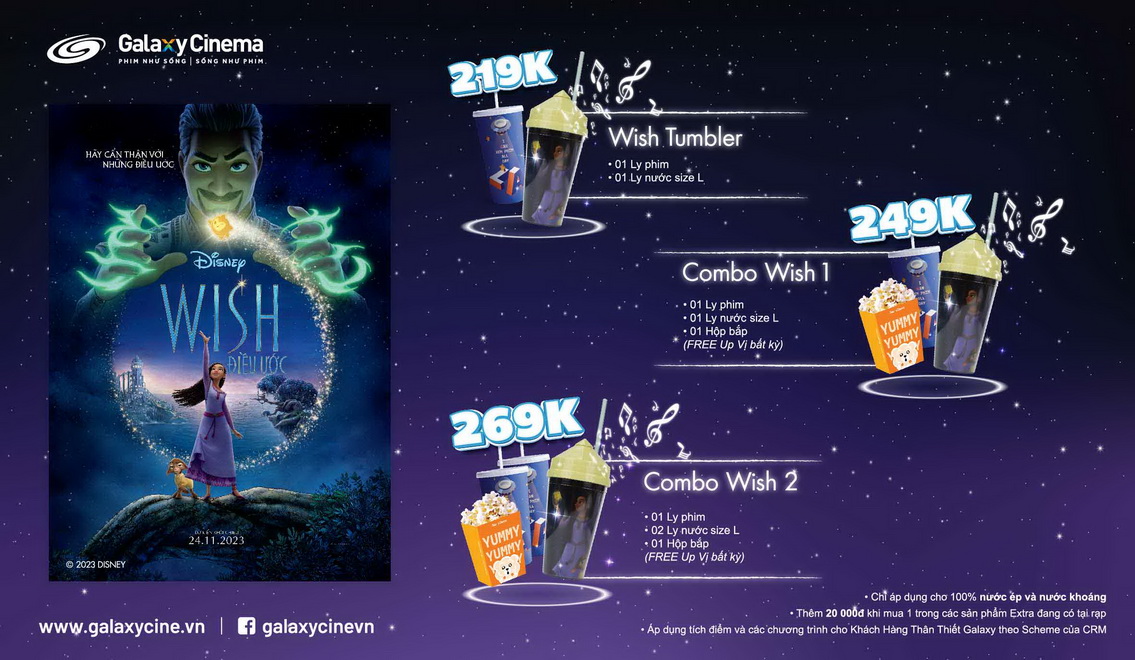 Galaxy Cinema
PHIM NHƯ SỐNG | SỐNG NHƯ PHIM
HÃY CẨN THẬN VỚI
NHỮNG ĐIỀU ƯỚC
DISNEY
WISH
ĐIỀU ƯỚC
24.11.2023
© 2023 DISNEY
www.galaxycine.vn | galaxycinevn
219K
Wish Tumbler
• 01 Ly phim
• 01 Ly nước size L
249K
Combo Wish 1
• 01 Ly phim
• 01 Ly nước size L
• 01 Hộp bắp
(FREE Up Vị bất kỳ)
YUMMY
YUMMY
269K
Combo Wish 2
• 01 Ly phim
• 02 Ly nước size L
• 01 Hộp bắp
(FREE Up Vị bất kỳ)
YUMMY
YUMMY
• Chỉ áp dụng cho 100% nước ép và nước khoáng
• Thêm 20 000đ khi mua 1 trong các sản phẩm Extra đang có tại rạp
• Áp dụng tích điểm và các chương trình cho Khách Hàng Thân Thiết Galaxy theo Scheme của CRM